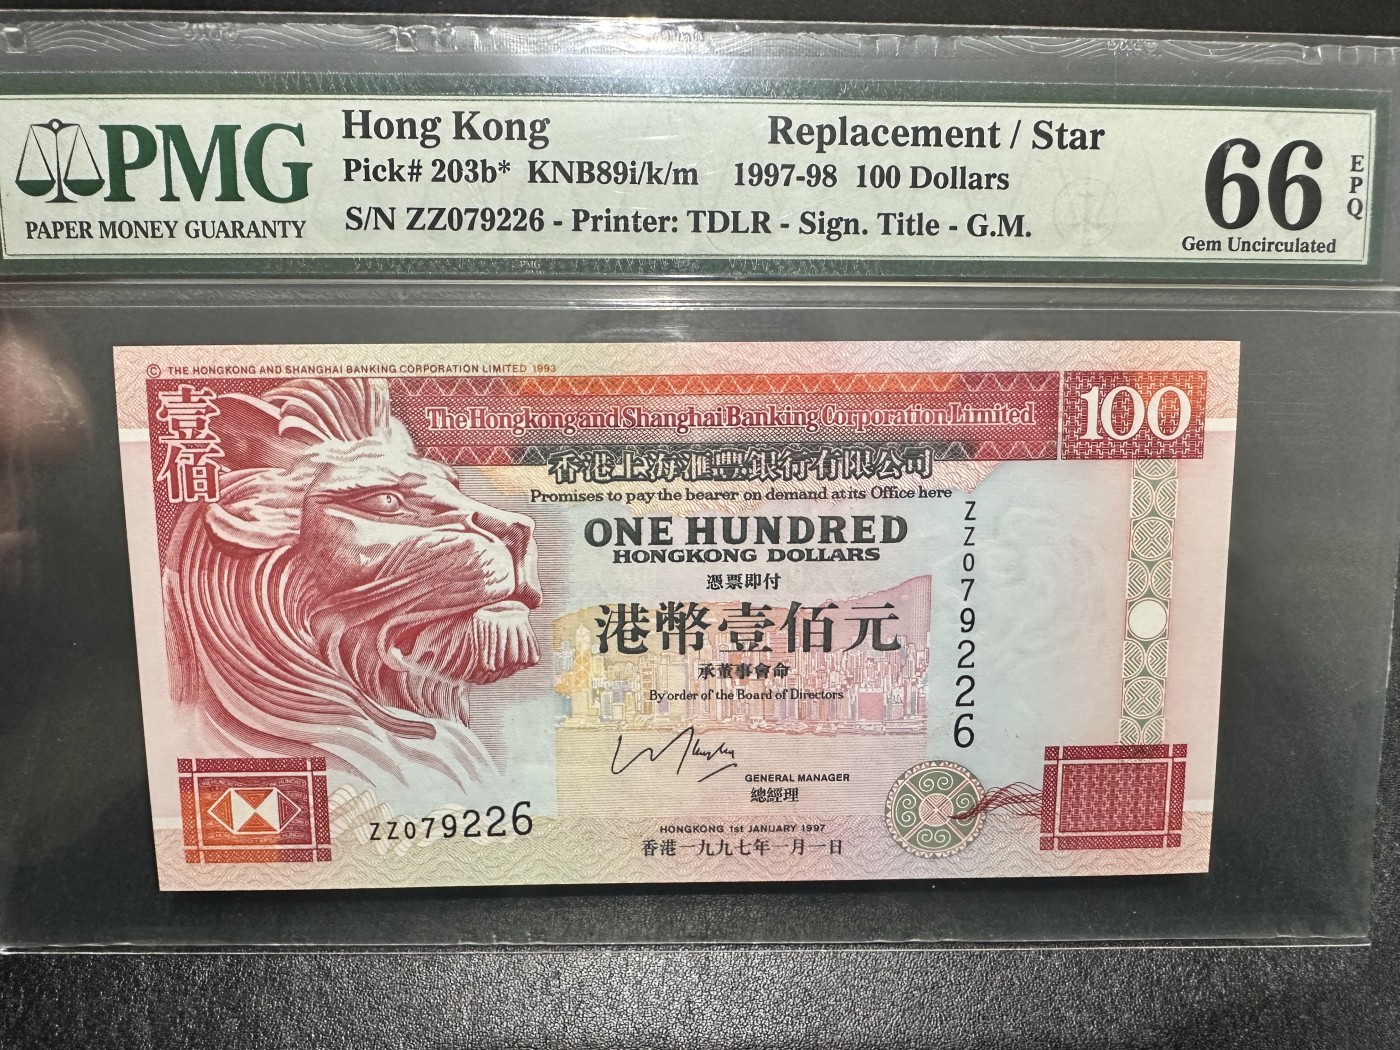 PMG
PAPER MONEY GUARANTY
Hong Kong
Replacement / Star
Pick# 203b* KNB89i/k/m 1997-98 100 Dollars
S/N ZZ079226 - Printer: TDLR - Sign. Title - G.M.
66
EPQ
Gem Uncirculated
© THE HONGKONG AND SHANGHAI BANKING CORPORATION LIMITED 1993
壹佰
The Hongkong and Shanghai Banking Corporation Limited
100
香港上海滙豐銀行有限公司
Promises to pay the bearer on demand at its Office here
ONE HUNDRED
HONGKONG DOLLARS
憑票即付
港幣壹佰元
承董事會命
By order of the Board of Directors
ZZ079226
GENERAL MANAGER
總經理
ZZ079226
HONGKONG 1st JANUARY 1997
香港一九九七年一月一日